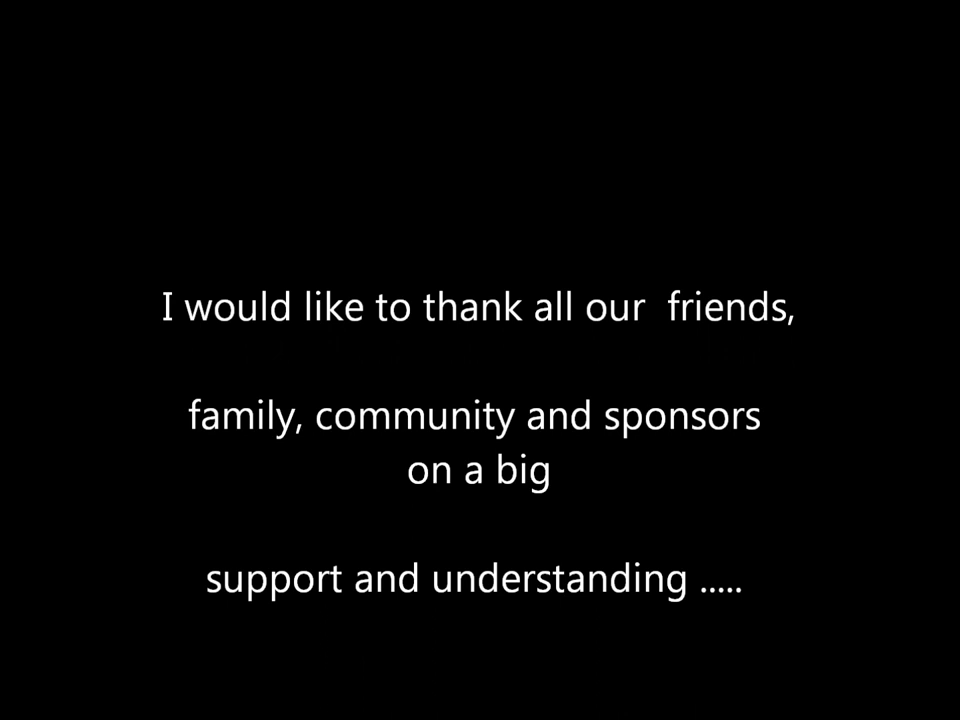 I would like to thank all our  friends,
family, community and sponsors
on a big
support and understanding .....